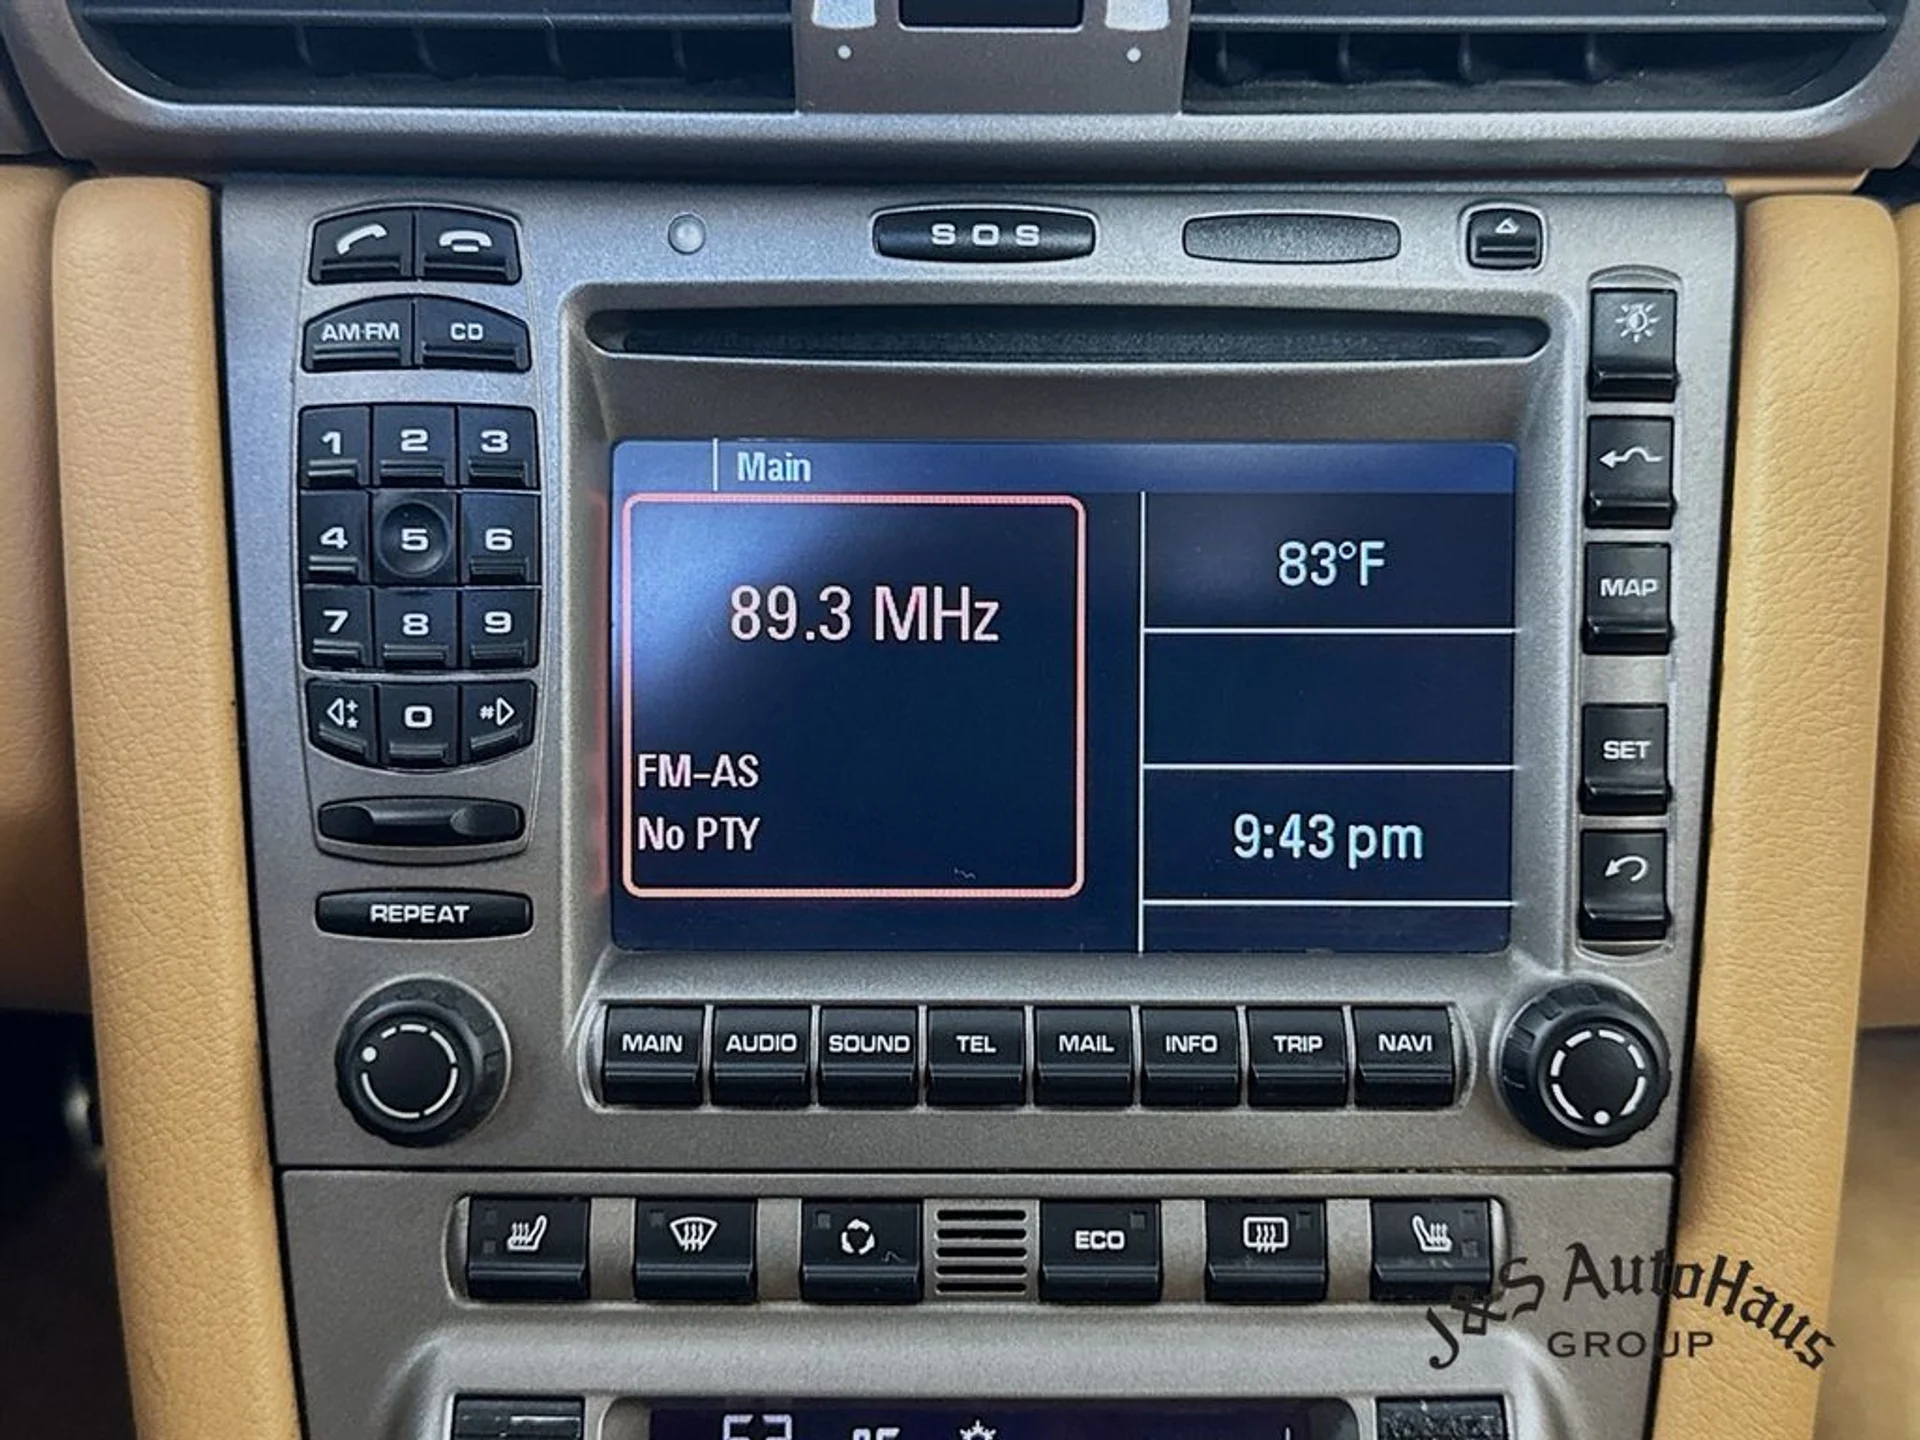 SOS
AM·FM CD
1 2 3
4 5 6
7 8 9
* 0 #
REPEAT
Main
89.3 MHz
FM-AS
No PTY
83°F
9:43 pm
MAP
SET
MAIN AUDIO SOUND TEL MAIL INFO TRIP NAVI
ECO
J&S AutoHaus
GROUP